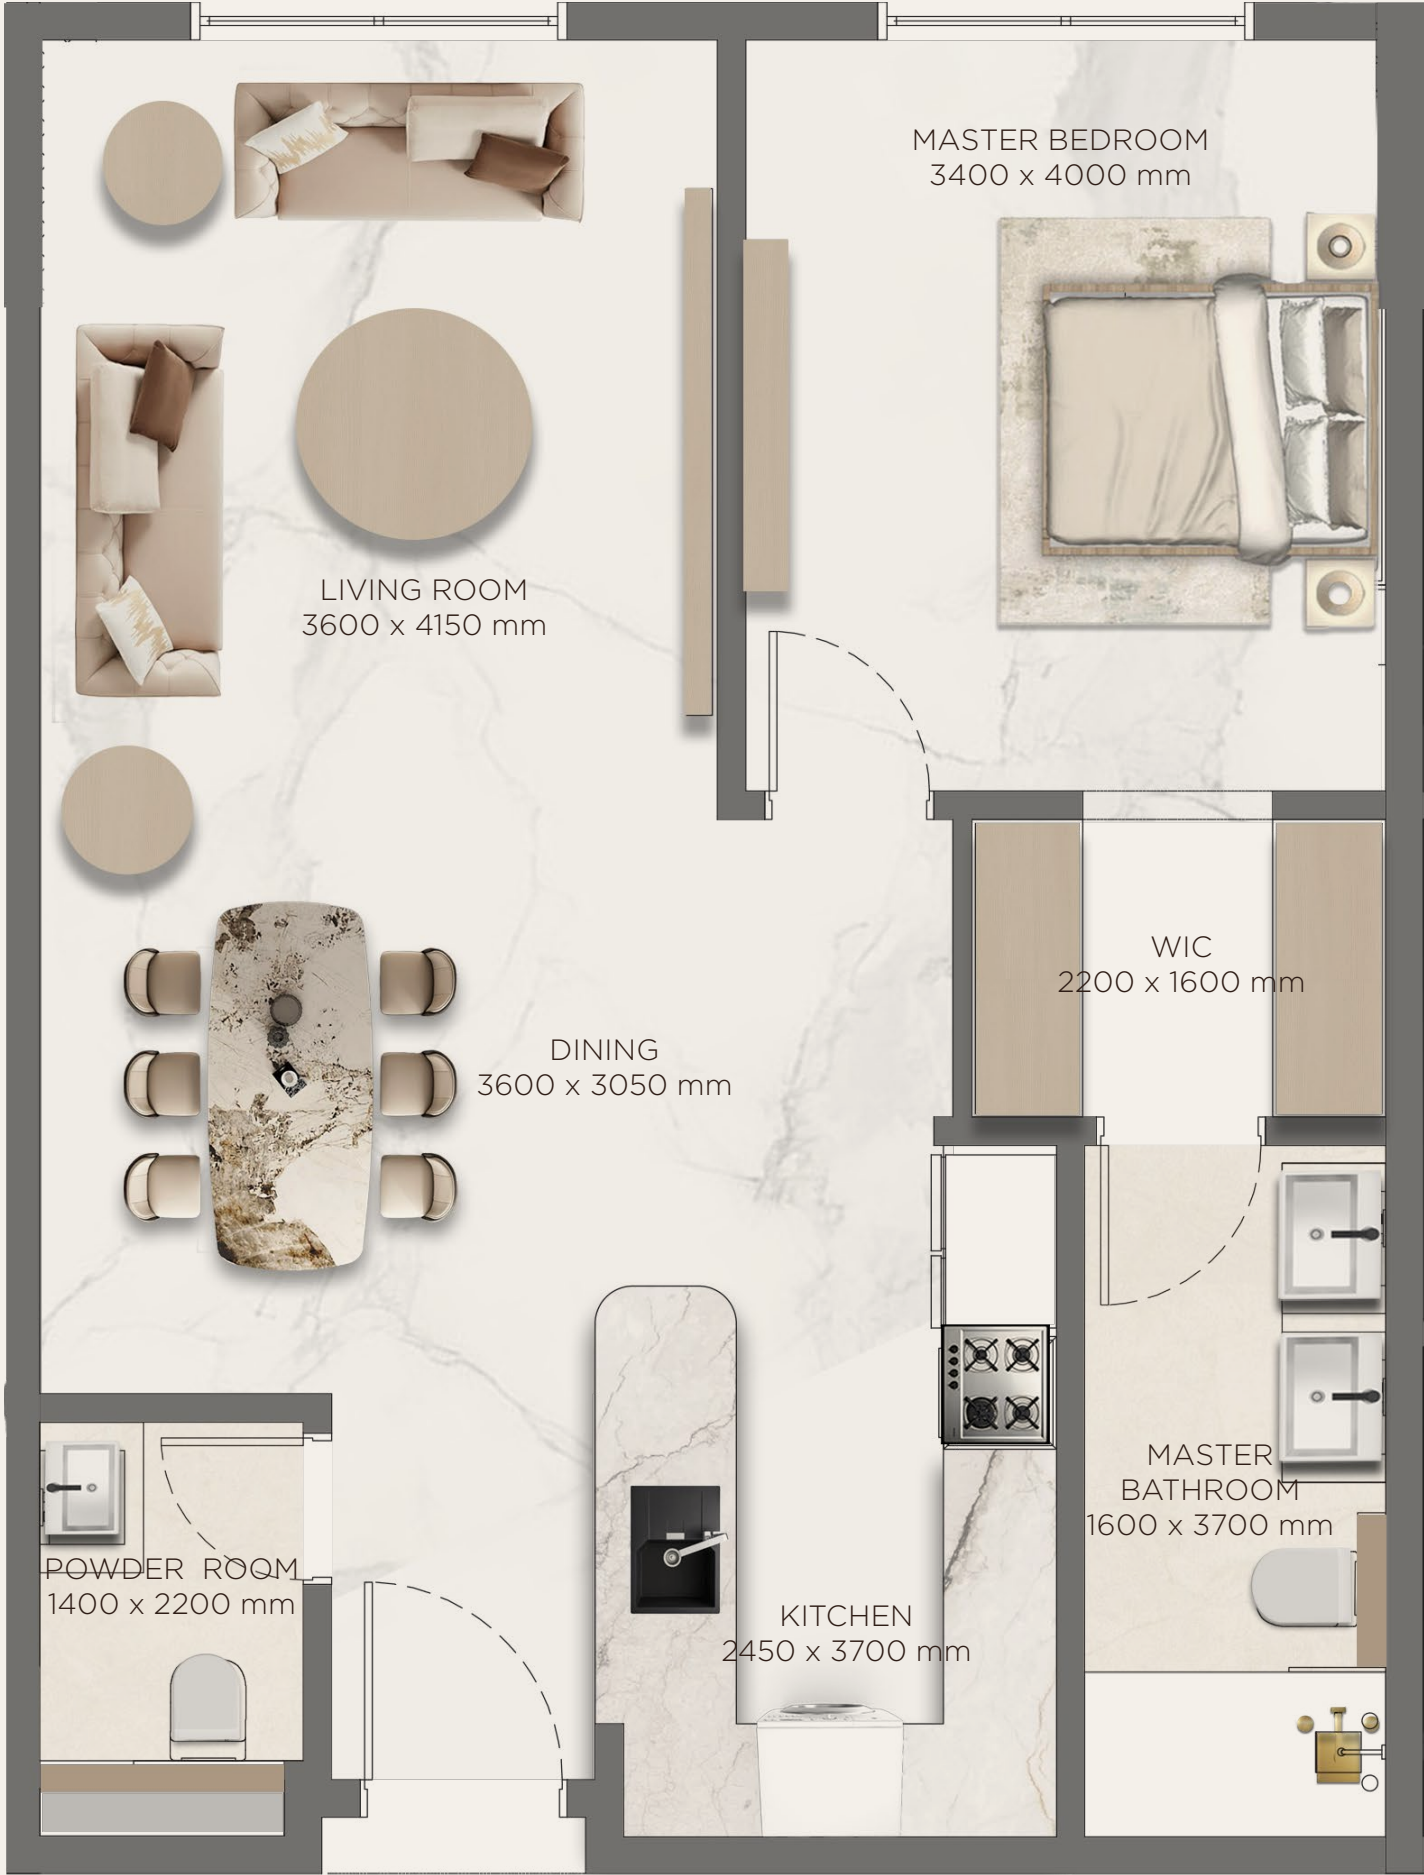 MASTER BEDROOM
3400 x 4000 mm
LIVING ROOM
3600 x 4150 mm
WIC
2200 x 1600 mm
DINING
3600 x 3050 mm
MASTER
BATHROOM
1600 x 3700 mm
POWDER ROOM
1400 x 2200 mm
KITCHEN
2450 x 3700 mm